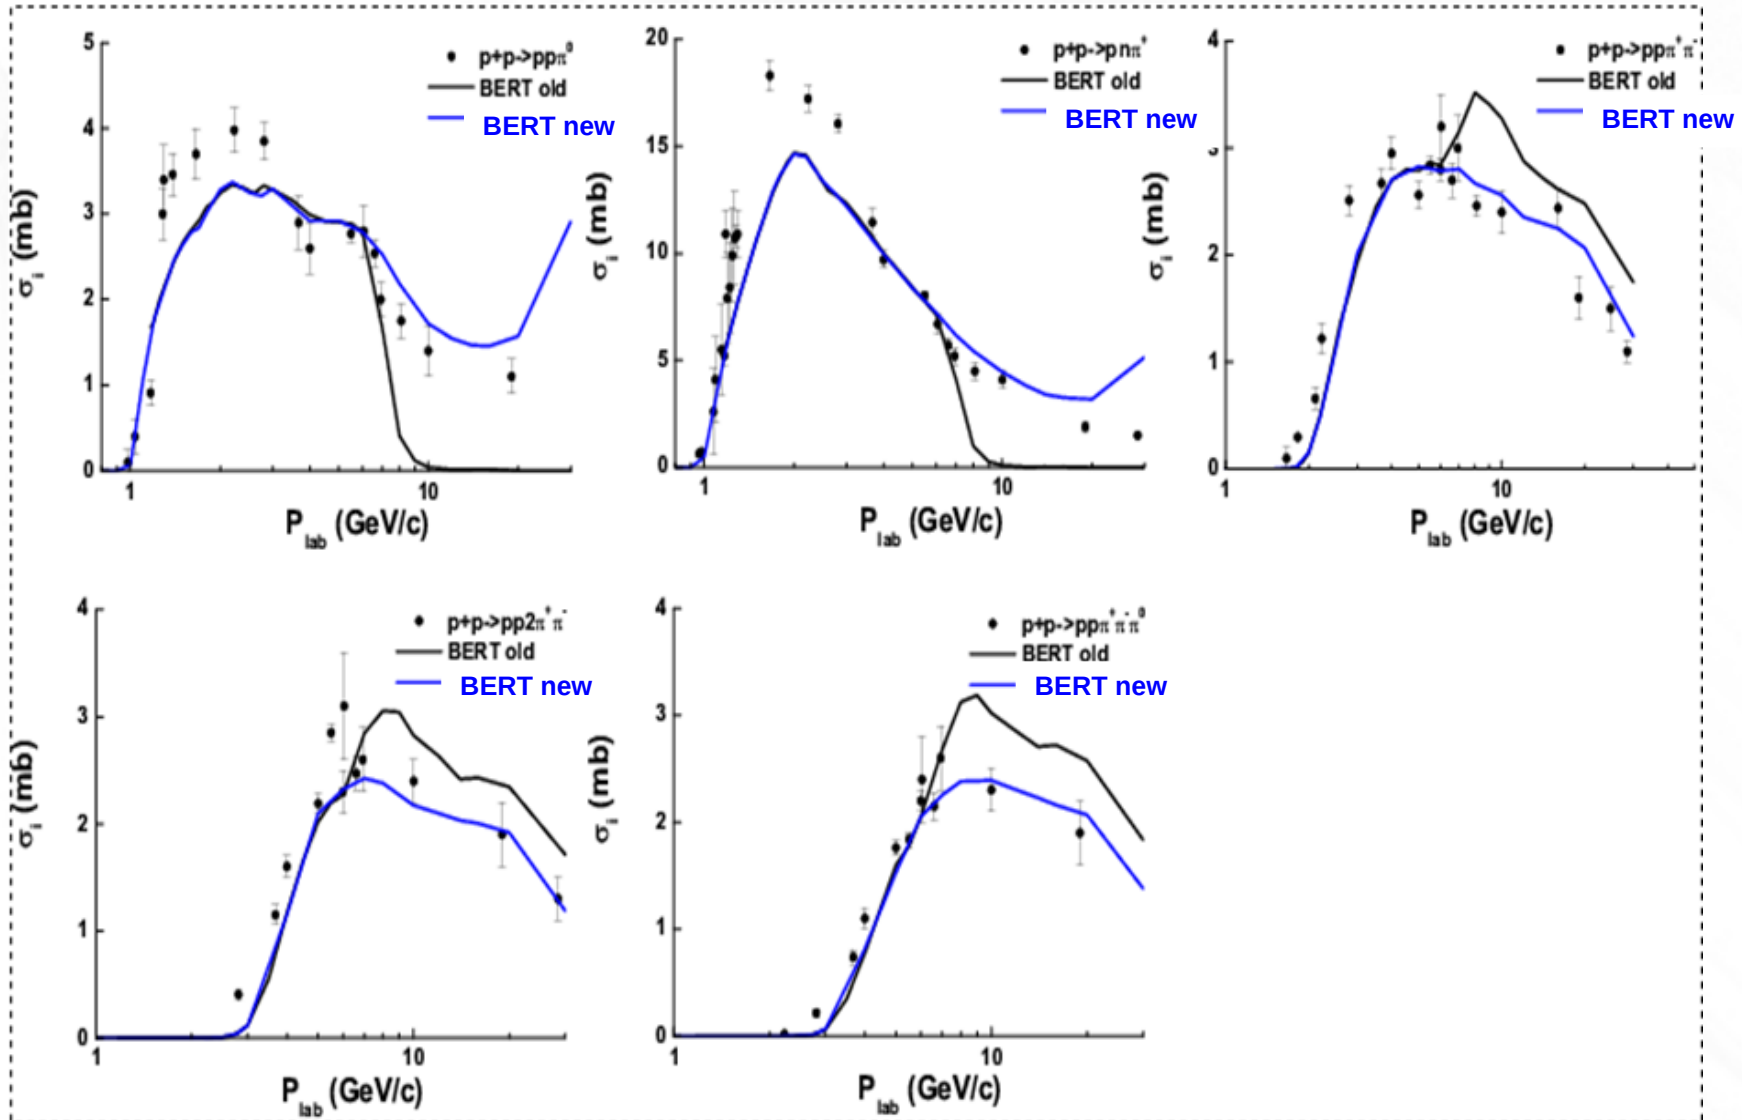 5
4
3
2
1
0
1
10
σi (mb)
Plab (GeV/c)
p+p->ppπ0
BERT old
BERT new
20
15
10
5
0
1
10
σi (mb)
Plab (GeV/c)
p+p->pnπ+
BERT old
BERT new
4
2
1
0
1
10
σi (mb)
Plab (GeV/c)
p+p->ppπ+π-
BERT old
BERT new
4
3
2
1
0
1
10
σi (mb)
Plab (GeV/c)
p+p->pp2π+π-
BERT old
BERT new
4
3
2
1
0
1
10
σi (mb)
Plab (GeV/c)
p+p->ppπ+π-π0
BERT old
BERT new